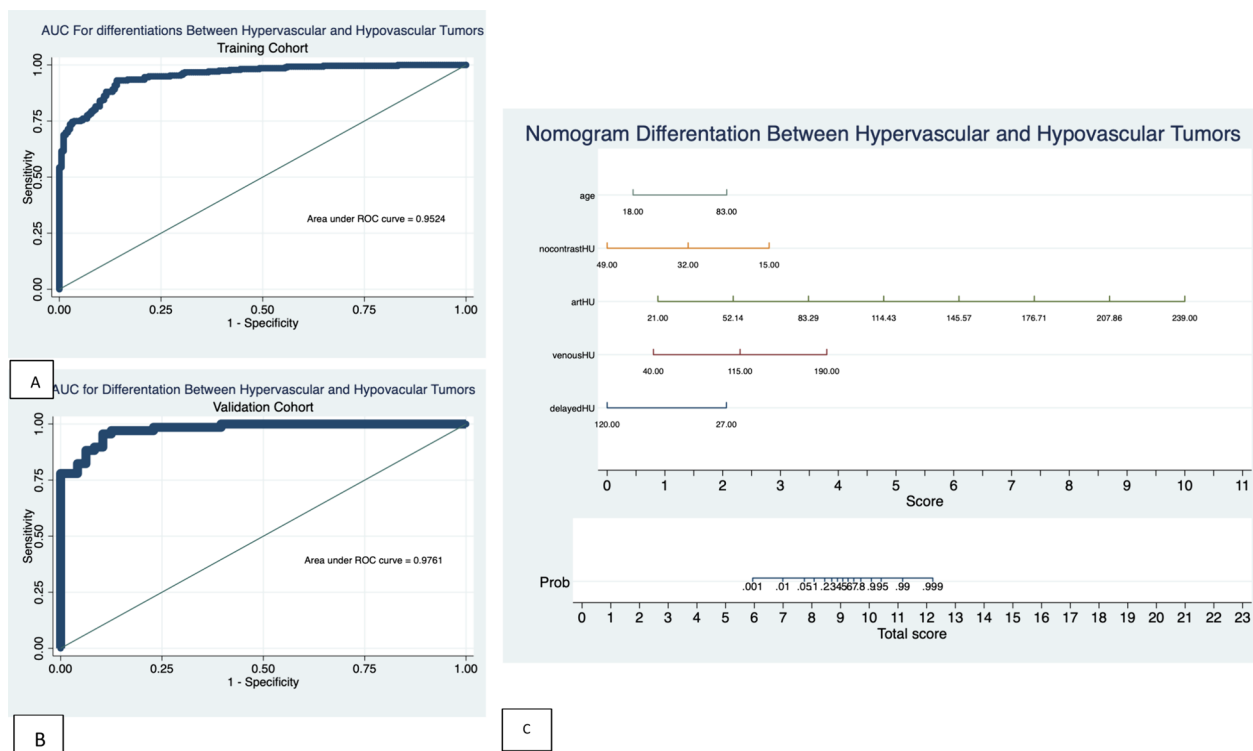 AUC For differentiations Between Hypervascular and Hypovascular Tumors
Training Cohort
Sensitivity
0.00 0.25 0.50 0.75 1.00
Area under ROC curve = 0.9524
0.00 0.25 0.50 0.75 1.00
1 - Specificity
A
AUC for Differentation Between Hypervascular and Hypovacular Tumors
Validation Cohort
Sensitivity
0.00 0.25 0.50 0.75 1.00
Area under ROC curve = 0.9761
0.00 0.25 0.50 0.75 1.00
1 - Specificity
B
Nomogram Differentation Between Hypervascular and Hypovascular Tumors
age
18.00 83.00
nocontrastHU
49.00 32.00 15.00
artHU
21.00 52.14 83.29 114.43 145.57 176.71 207.86 239.00
venousHU
40.00 115.00 190.00
delayedHU
120.00 27.00
0 1 2 3 4 5 6 7 8 9 10 11
Score
Prob
.001 .01 .051 .2345678 .995 .99 .999
0 1 2 3 4 5 6 7 8 9 10 11 12 13 14 15 16 17 18 19 20 21 22 23
Total score
C